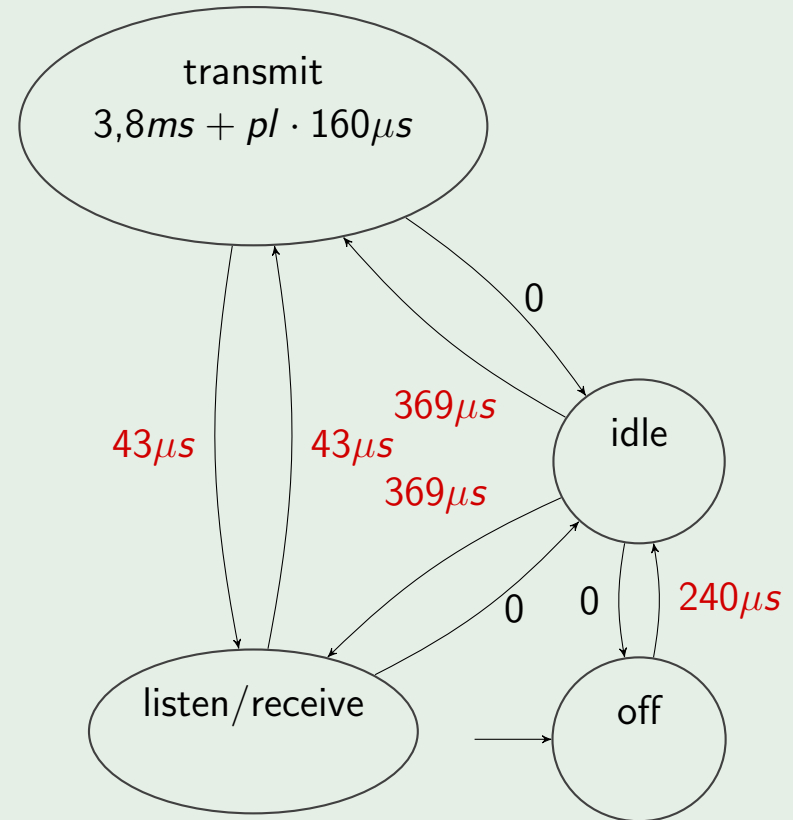 transmit
3,8ms + pl · 160μs
0
369μs
idle
43μs
43μs
369μs
0
0
240μs
listen/receive
off